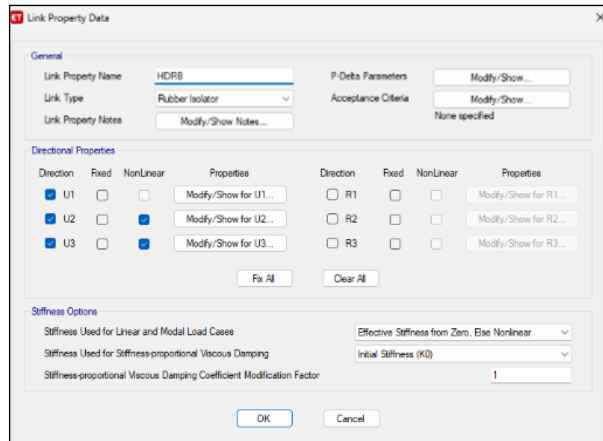 ET Link Property Data X
General
Link Property Name HDRB P-Delta Parameters Modify/Show...
Link Type Rubber Isolator Acceptance Criteria Modify/Show...
Link Property Notes Modify/Show Notes... None specified
Directional Properties
Direction Fixed NonLinear Properties Direction Fixed NonLinear Properties
U1 Modify/Show for U1... R1 Modify/Show for R1...
U2 Modify/Show for U2... R2 Modify/Show for R2...
U3 Modify/Show for U3... R3 Modify/Show for R3...
Fix All Clear All
Stiffness Options
Stiffness Used for Linear and Modal Load Cases Effective Stiffness from Zero, Else Nonlinear
Stiffness Used for Stiffness-proportional Viscous Damping Initial Stiffness (K0)
Stiffness-proportional Viscous Damping Coefficient Modification Factor 1
OK Cancel